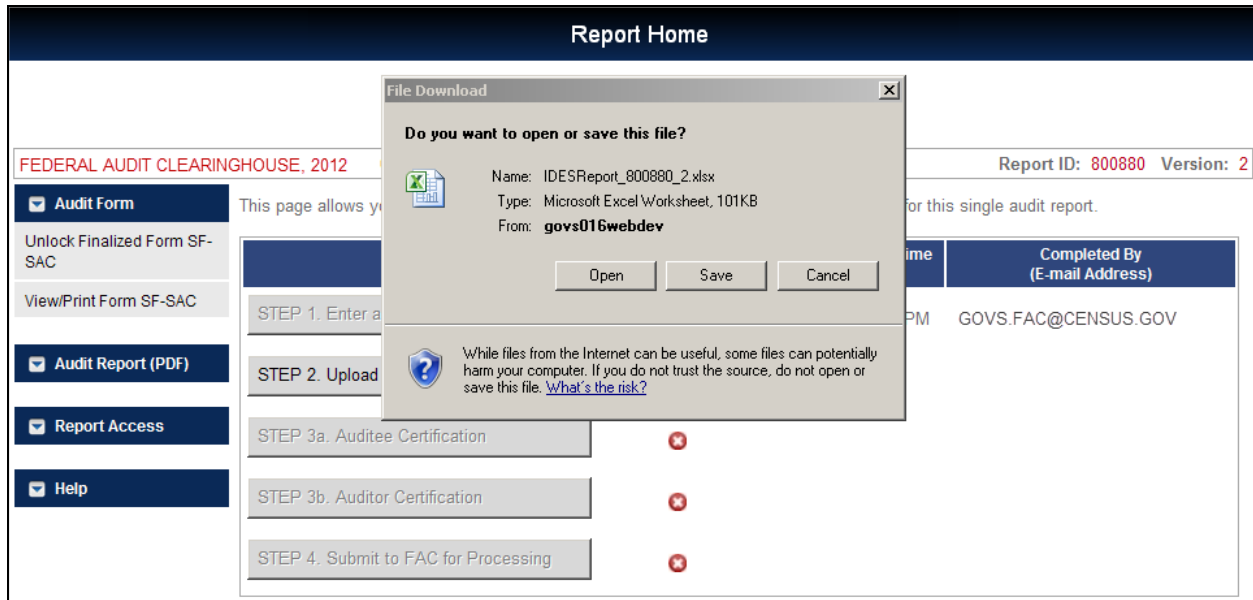 Report Home
File Download
Do you want to open or save this file?
Name: IDESReport_800880_2.xlsx
Type: Microsoft Excel Worksheet, 101KB
From: govs016webdev
Open Save Cancel
While files from the Internet can be useful, some files can potentially
harm your computer. If you do not trust the source, do not open or
save this file. What's the risk?
FEDERAL AUDIT CLEARINGHOUSE, 2012 Report ID: 800880 Version: 2
Audit Form
Unlock Finalized Form SF-
SAC
View/Print Form SF-SAC
Audit Report (PDF)
Report Access
Help
This page allows for this single audit report.
Completed By
(E-mail Address)
STEP 1. Enter PM GOVS.FAC@CENSUS.GOV
STEP 2. Upload
STEP 3a. Auditee Certification
STEP 3b. Auditor Certification
STEP 4. Submit to FAC for Processing